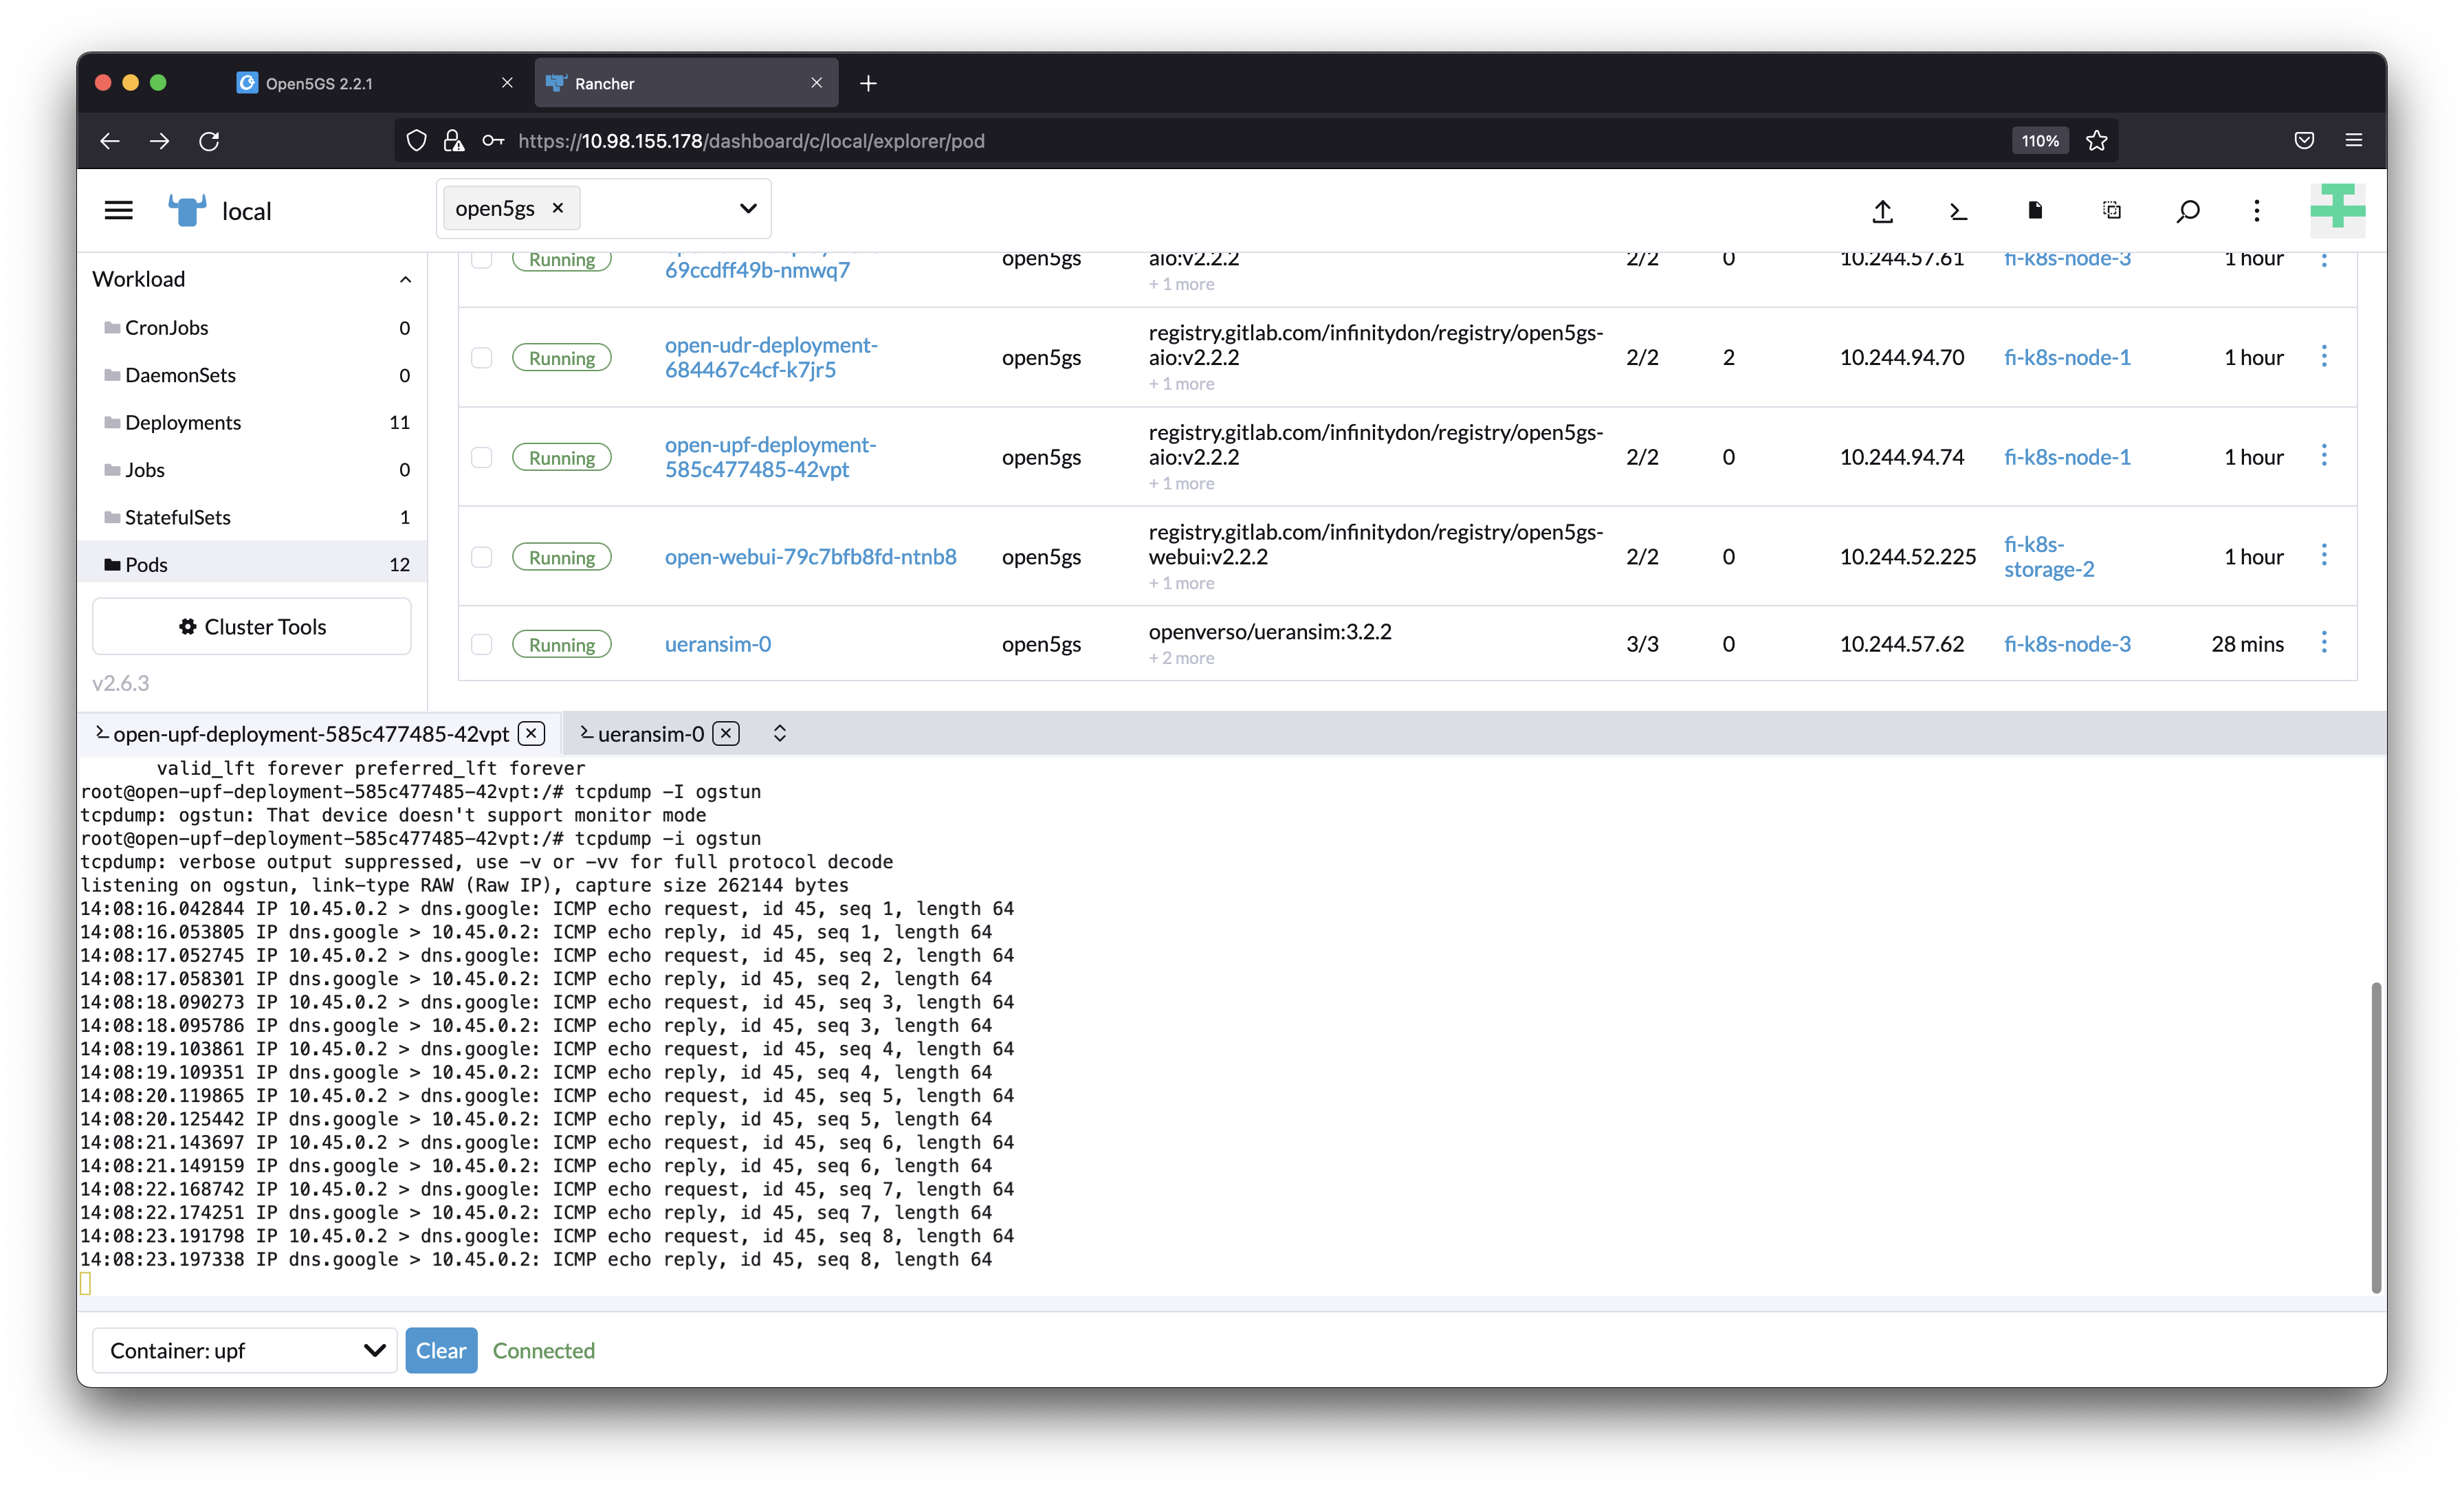 Open5GS 2.2.1
Rancher
https://10.98.155.178/dashboard/c/local/explorer/pod
110%
local
open5gs
Workload
CronJobs 0
DaemonSets 0
Deployments 11
Jobs 0
StatefulSets 1
Pods 12
Cluster Tools
v2.6.3
Running
69ccdff49b-nmwq7
open5gs
aio:v2.2.2
+ 1 more
2/2
0
10.244.57.61
fi-k8s-node-3
1 hour
Running
open-udr-deployment-
684467c4cf-k7jr5
open5gs
registry.gitlab.com/infinitydon/registry/open5gs-
aio:v2.2.2
+ 1 more
2/2
2
10.244.94.70
fi-k8s-node-1
1 hour
Running
open-upf-deployment-
585c477485-42vpt
open5gs
registry.gitlab.com/infinitydon/registry/open5gs-
aio:v2.2.2
+ 1 more
2/2
0
10.244.94.74
fi-k8s-node-1
1 hour
Running
open-webui-79c7bfb8fd-ntnb8
open5gs
registry.gitlab.com/infinitydon/registry/open5gs-
webui:v2.2.2
+ 1 more
2/2
0
10.244.52.225
fi-k8s-
storage-2
1 hour
Running
ueransim-0
open5gs
openverso/ueransim:3.2.2
+ 2 more
3/3
0
10.244.57.62
fi-k8s-node-3
28 mins
open-upf-deployment-585c477485-42vpt
ueransim-0
valid_lft forever preferred_lft forever
root@open-upf-deployment-585c477485-42vpt:/# tcpdump -I ogstun
tcpdump: ogstun: That device doesn't support monitor mode
root@open-upf-deployment-585c477485-42vpt:/# tcpdump -i ogstun
tcpdump: verbose output suppressed, use -v or -vv for full protocol decode
listening on ogstun, link-type RAW (Raw IP), capture size 262144 bytes
14:08:16.042844 IP 10.45.0.2 > dns.google: ICMP echo request, id 45, seq 1, length 64
14:08:16.053805 IP dns.google > 10.45.0.2: ICMP echo reply, id 45, seq 1, length 64
14:08:17.052745 IP 10.45.0.2 > dns.google: ICMP echo request, id 45, seq 2, length 64
14:08:17.058301 IP dns.google > 10.45.0.2: ICMP echo reply, id 45, seq 2, length 64
14:08:18.090273 IP 10.45.0.2 > dns.google: ICMP echo request, id 45, seq 3, length 64
14:08:18.095786 IP dns.google > 10.45.0.2: ICMP echo reply, id 45, seq 3, length 64
14:08:19.103861 IP 10.45.0.2 > dns.google: ICMP echo request, id 45, seq 4, length 64
14:08:19.109351 IP dns.google > 10.45.0.2: ICMP echo reply, id 45, seq 4, length 64
14:08:20.119865 IP 10.45.0.2 > dns.google: ICMP echo request, id 45, seq 5, length 64
14:08:20.125442 IP dns.google > 10.45.0.2: ICMP echo reply, id 45, seq 5, length 64
14:08:21.143697 IP 10.45.0.2 > dns.google: ICMP echo request, id 45, seq 6, length 64
14:08:21.149159 IP dns.google > 10.45.0.2: ICMP echo reply, id 45, seq 6, length 64
14:08:22.168742 IP 10.45.0.2 > dns.google: ICMP echo request, id 45, seq 7, length 64
14:08:22.174251 IP dns.google > 10.45.0.2: ICMP echo reply, id 45, seq 7, length 64
14:08:23.191798 IP 10.45.0.2 > dns.google: ICMP echo request, id 45, seq 8, length 64
14:08:23.197338 IP dns.google > 10.45.0.2: ICMP echo reply, id 45, seq 8, length 64
Container: upf
Clear
Connected